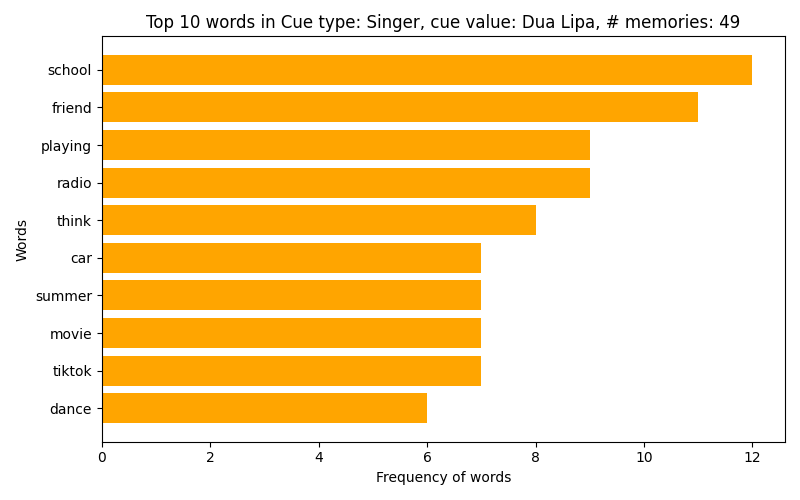 Top 10 words in Cue type: Singer, cue value: Dua Lipa, # memories: 49
school
friend
playing
radio
think
car
summer
movie
tiktok
dance
Words
0 2 4 6 8 10 12
Frequency of words